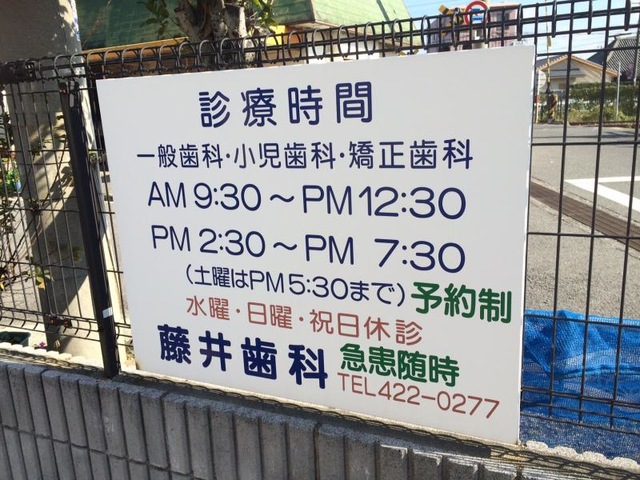 診療時間
一般歯科・小児歯科・矯正歯科
AM 9:30～PM 12:30
PM 2:30～PM 7:30
(土曜はPM5:30まで)予約制
水曜・日曜・祝日休診
藤井歯科 急患随時
TEL422-0277